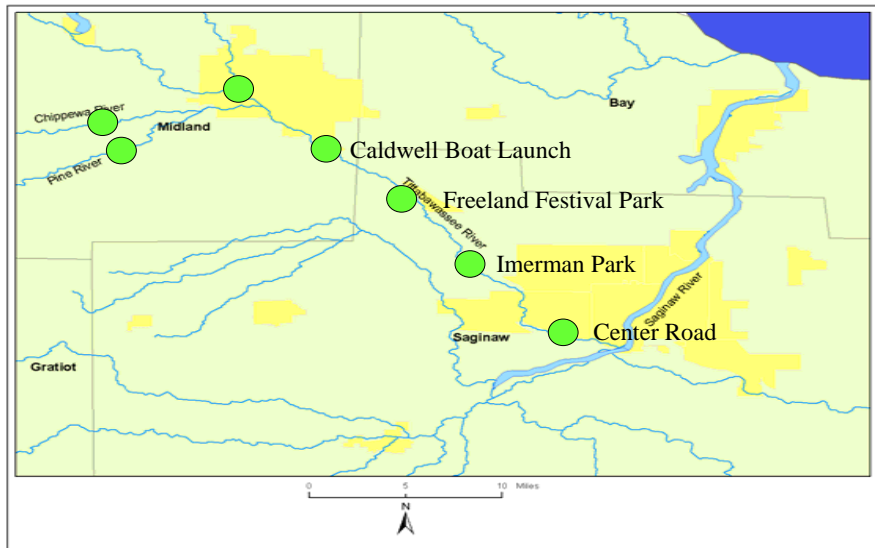 Bay
Chippewa River
Midland
Pine River
Caldwell Boat Launch
Tittabawassee River
Freeland Festival Park
Imerman Park
Saginaw River
Center Road
Saginaw
Gratiot
0 5 10 Miles
N